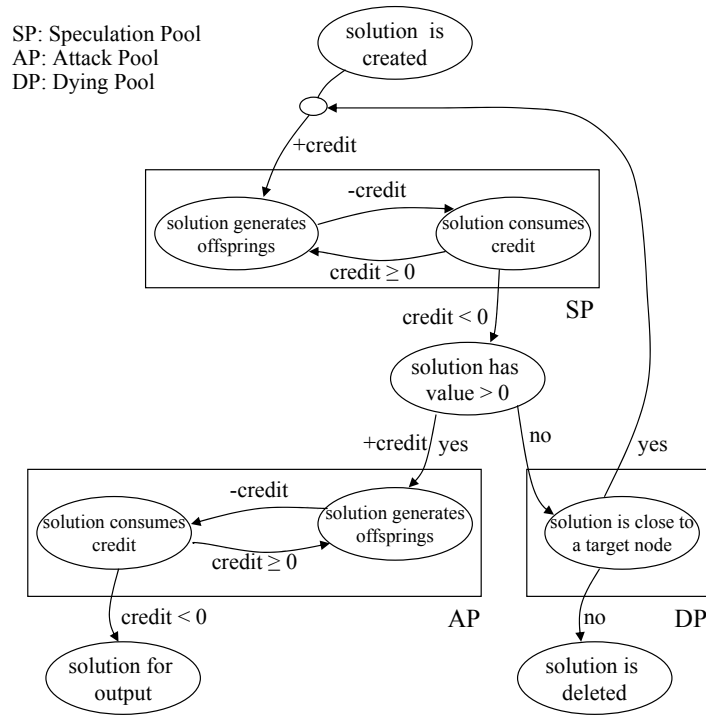 SP: Speculation Pool
AP: Attack Pool
DP: Dying Pool
solution is
created
+credit
-credit
solution generates
offsprings
solution consumes
credit
credit ≥ 0
SP
credit < 0
solution has
value > 0
+credit
yes
no
yes
-credit
solution consumes
credit
solution generates
offsprings
credit ≥ 0
solution is close to
a target node
credit < 0
AP
no
DP
solution for
output
solution is
deleted